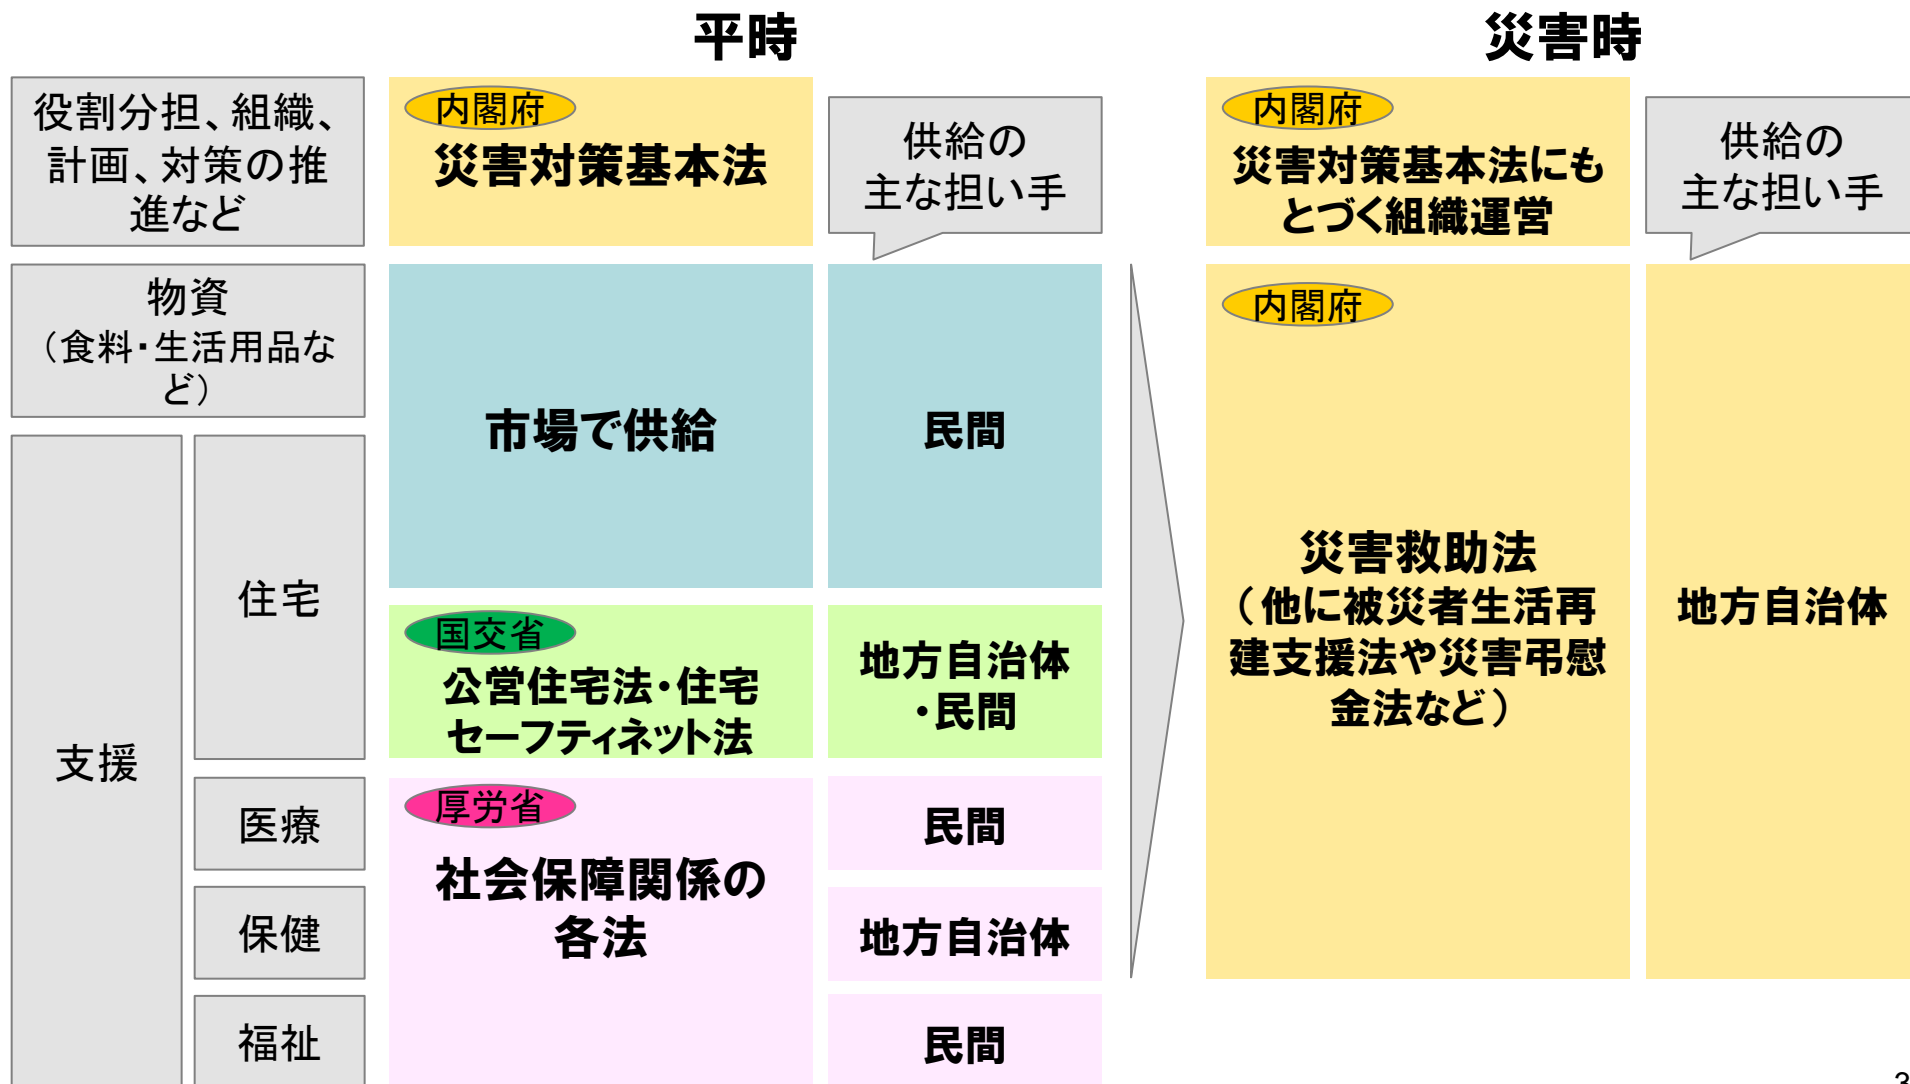 平時
災害時
役割分担、組織、
計画、対策の推
進など
内閣府
災害対策基本法
供給の
主な担い手
内閣府
災害対策基本法にも
とづく組織運営
供給の
主な担い手
物資
（食料・生活用品な
ど）
市場で供給
民間
内閣府
災害救助法
（他に被災者生活再
建支援法や災害弔慰
金法など）
地方自治体
支援
住宅
国交省
公営住宅法・住宅
セーフティネット法
地方自治体
・民間
医療
厚労省
社会保障関係の
各法
民間
保健
地方自治体
福祉
民間
3